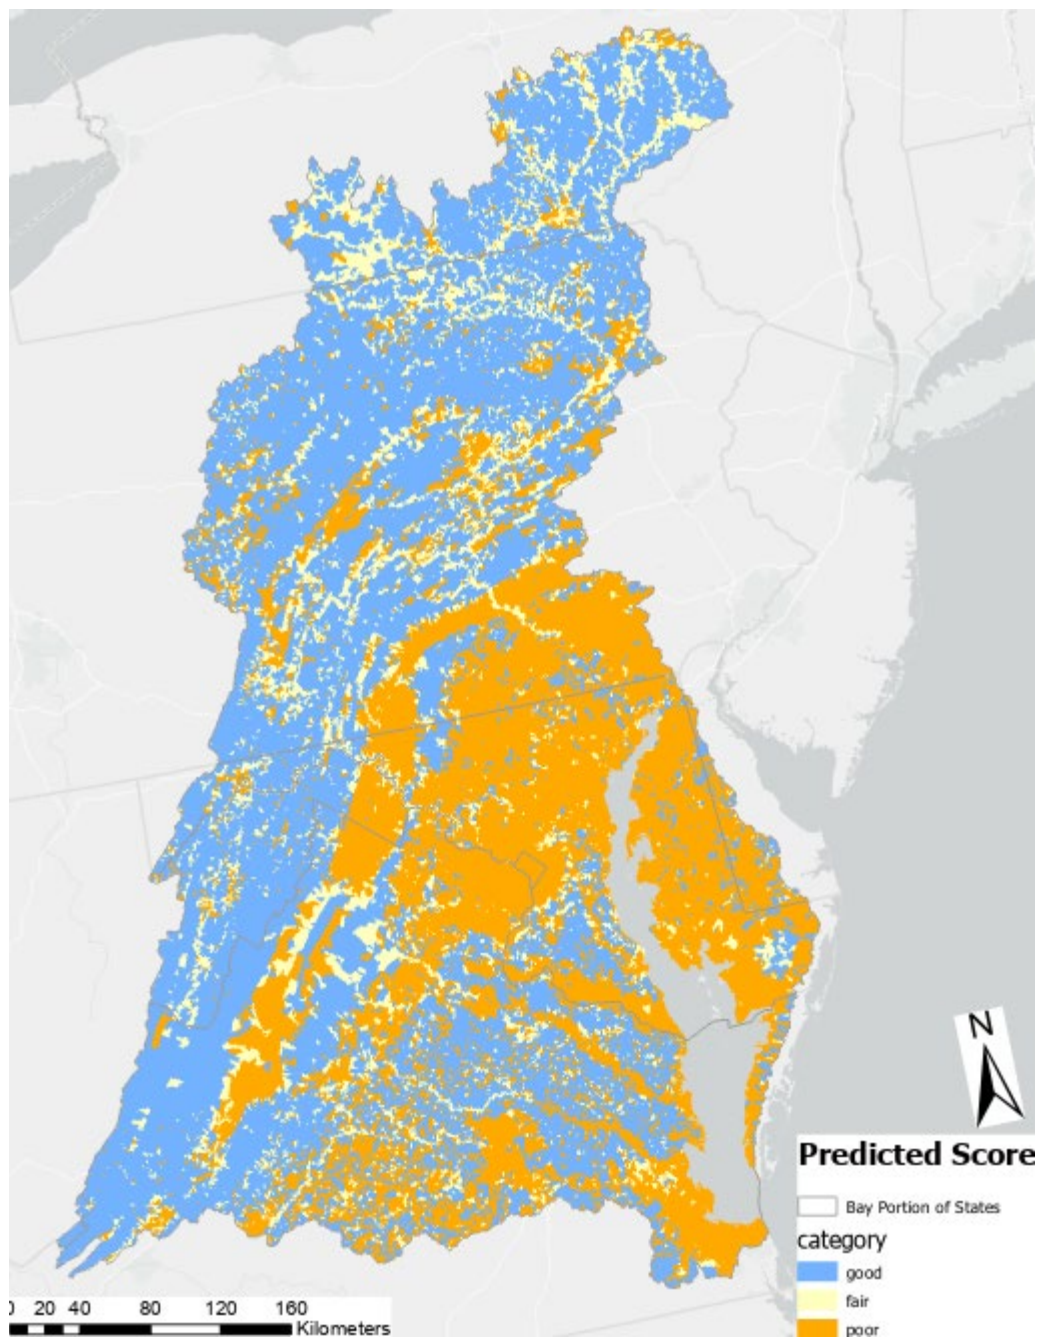 N
Predicted Score
Bay Portion of States
category
good
fair
poor
0 20 40 80 120 160
Kilometers